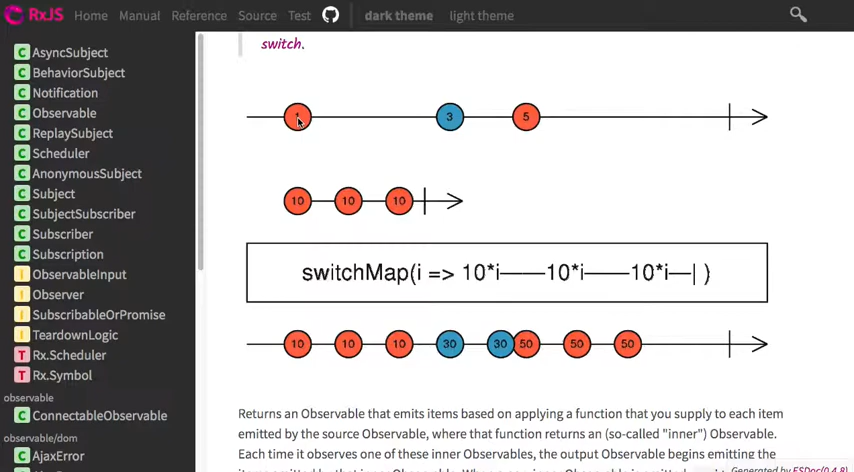 RxJS Home Manual Reference Source Test dark theme light theme
C AsyncSubject
C BehaviorSubject
C Notification
C Observable
C ReplaySubject
C Scheduler
C AnonymousSubject
C Subject
C SubjectSubscriber
C Subscriber
C Subscription
I ObservableInput
I Observer
I SubscribableOrPromise
I TeardownLogic
T Rx.Scheduler
T Rx.Symbol
observable
C ConnectableObservable
observable/dom
C AjaxError
switch.
1 3 5
10 10 10
switchMap(i => 10*i——10*i——10*i—| )
10 10 10 30 30 50 50 50
Returns an Observable that emits items based on applying a function that you supply to each item
emitted by the source Observable, where that function returns an (so-called "inner") Observable.
Each time it observes one of these inner Observables, the output Observable begins emitting the
Generated by ESDoc(0.4.8)